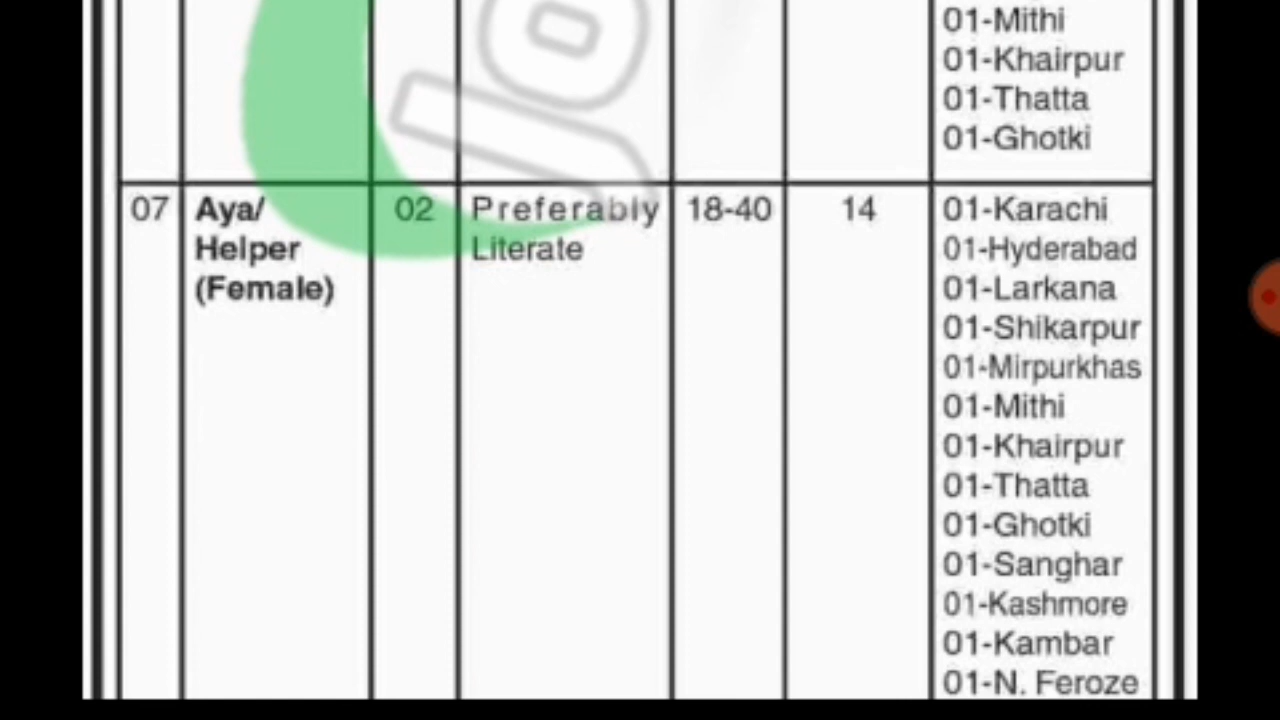 01-Mithi
01-Khairpur
01-Thatta
01-Ghotki
07 Aya/ 02 Preferably 18-40 14 01-Karachi
Helper Literate 01-Hyderabad
(Female) 01-Larkana
01-Shikarpur
01-Mirpurkhas
01-Mithi
01-Khairpur
01-Thatta
01-Ghotki
01-Sanghar
01-Kashmore
01-Kambar
01-N. Feroze
Jo